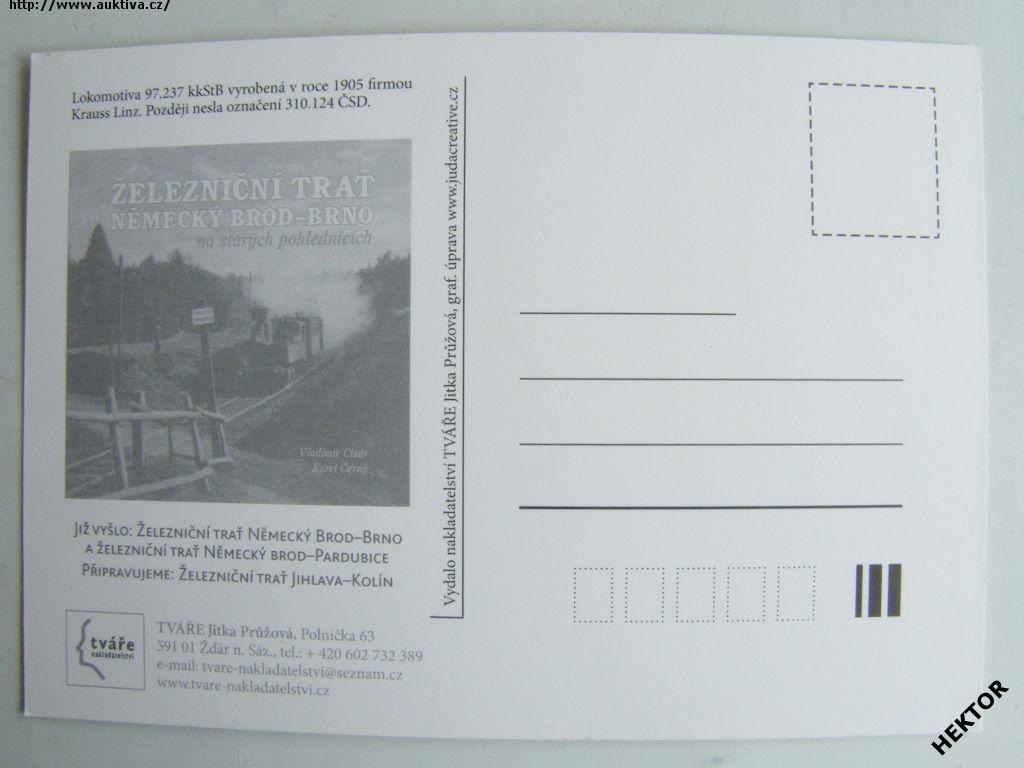 http://www.auktiva.cz/
Lokomotiva 97.237 kkStB vyrobená v roce 1905 firmou
Krauss Linz. Později nesla označení 310.124 ČSD.
ŽELEZNIČNÍ TRAŤ
NĚMECKÝ BROD–BRNO
na starých pohlednicích
Vladimír Cisár
Karel Černý
Již vyšlo: Železniční trať Německý Brod–Brno
a železniční trať Německý brod–Pardubice
Připravujeme: Železniční trať Jihlava–Kolín
tváře
nakladatelství
TVÁŘE Jitka Průžová, Polnička 63
591 01 Žďár n. Sáz., tel.: + 420 602 732 389
e-mail: tvare-nakladatelstvi@seznam.cz
www.tvare-nakladatelstvi.cz
Vydalo nakladatelství TVÁŘE Jitka Průžová, graf. úprava www.judacreative.cz
HEKTOR